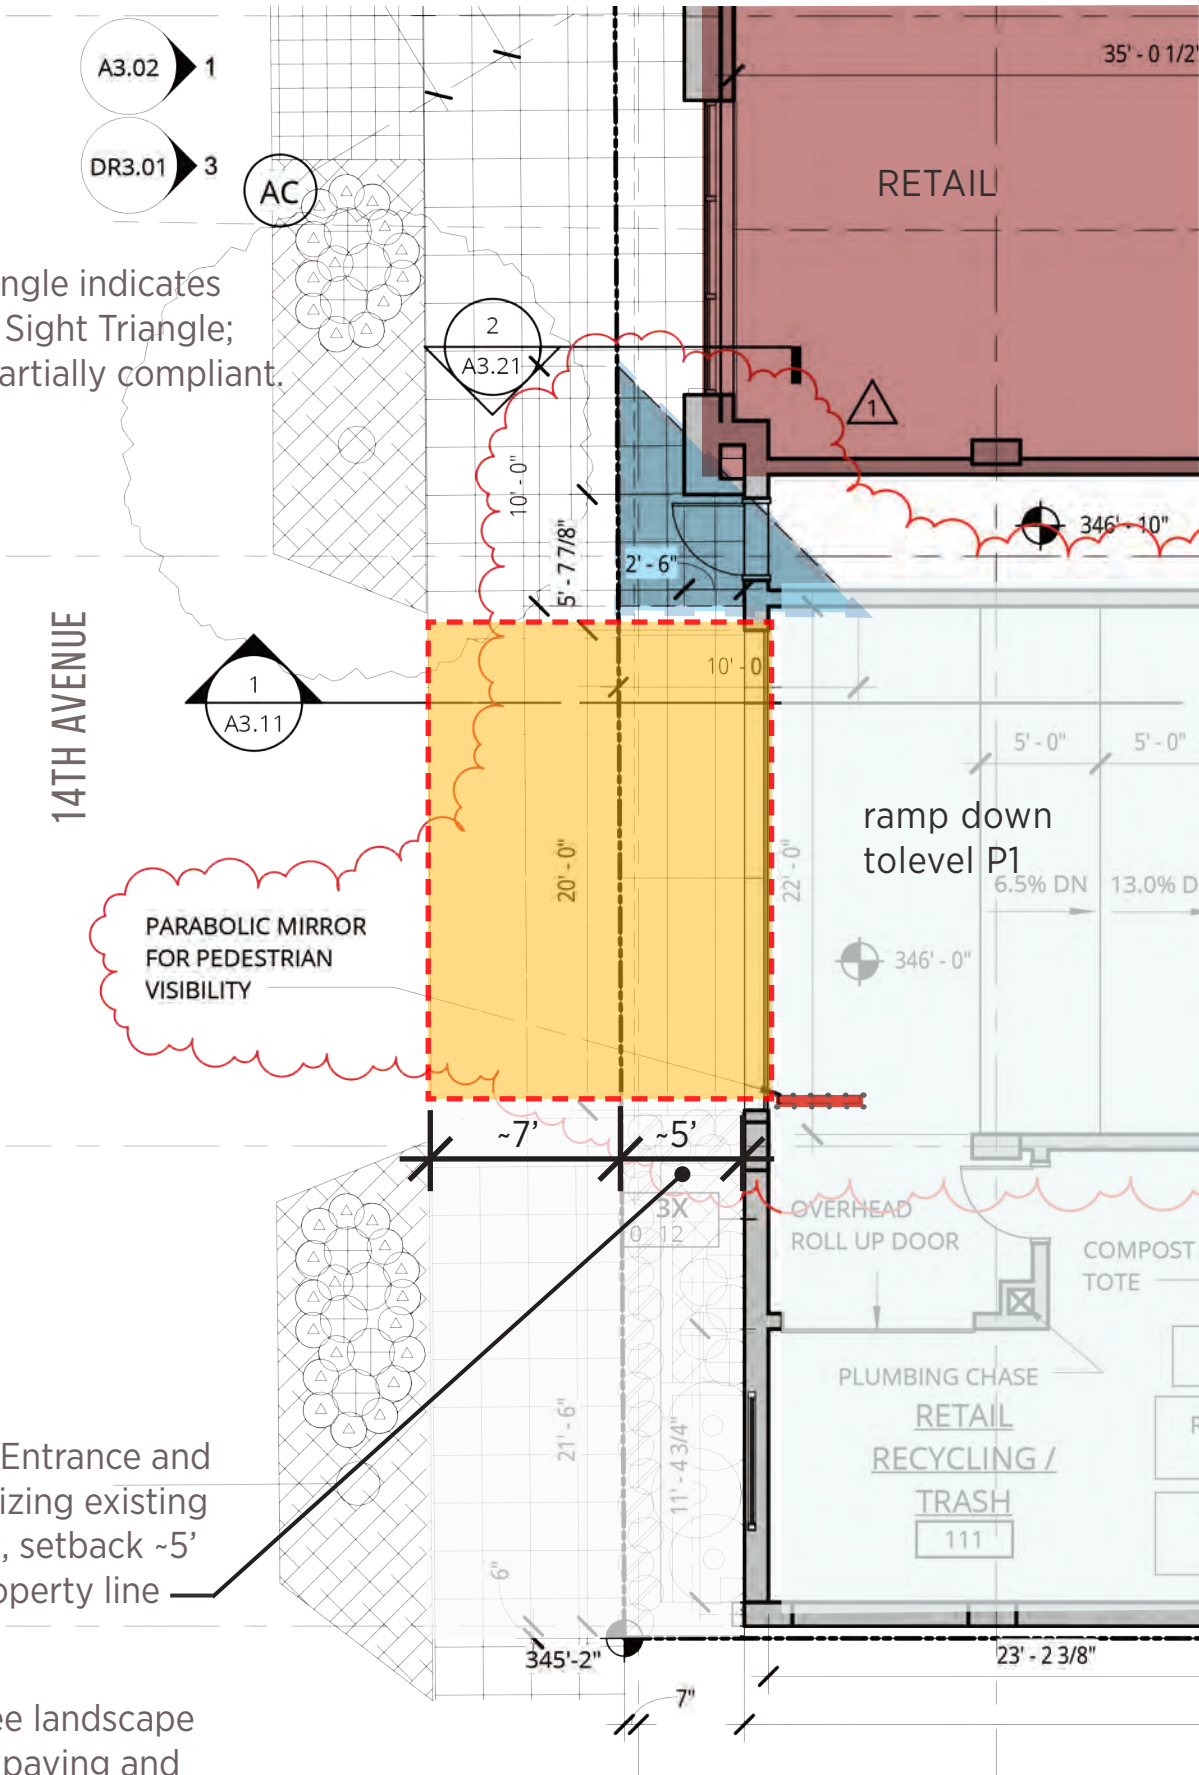 A3.02
1
35' - 0 1/2"
DR3.01
3
AC
RETAIL
ngle indicates
Sight Triangle;
artially compliant.
2
A3.21
1
10' - 0"
5' - 7 7/8"
2' - 6"
346' - 10"
14TH AVENUE
1
A3.11
10' - 0
5' - 0"
5' - 0"
ramp down
tolevel P1
20' - 0"
22' - 0"
6.5% DN
13.0% D
346' - 0"
PARABOLIC MIRROR
FOR PEDESTRIAN
VISIBILITY
~7’
~5’
3X
0 12
OVERHEAD
ROLL UP DOOR
COMPOST
TOTE
PLUMBING CHASE
RETAIL
RECYCLING /
TRASH
111
R
21' - 6"
11' - 4 3/4"
Entrance and
izing existing
, setback ~5’
operty line
6"
345'-2"
23' - 2 3/8"
7"
ee landscape
paving and